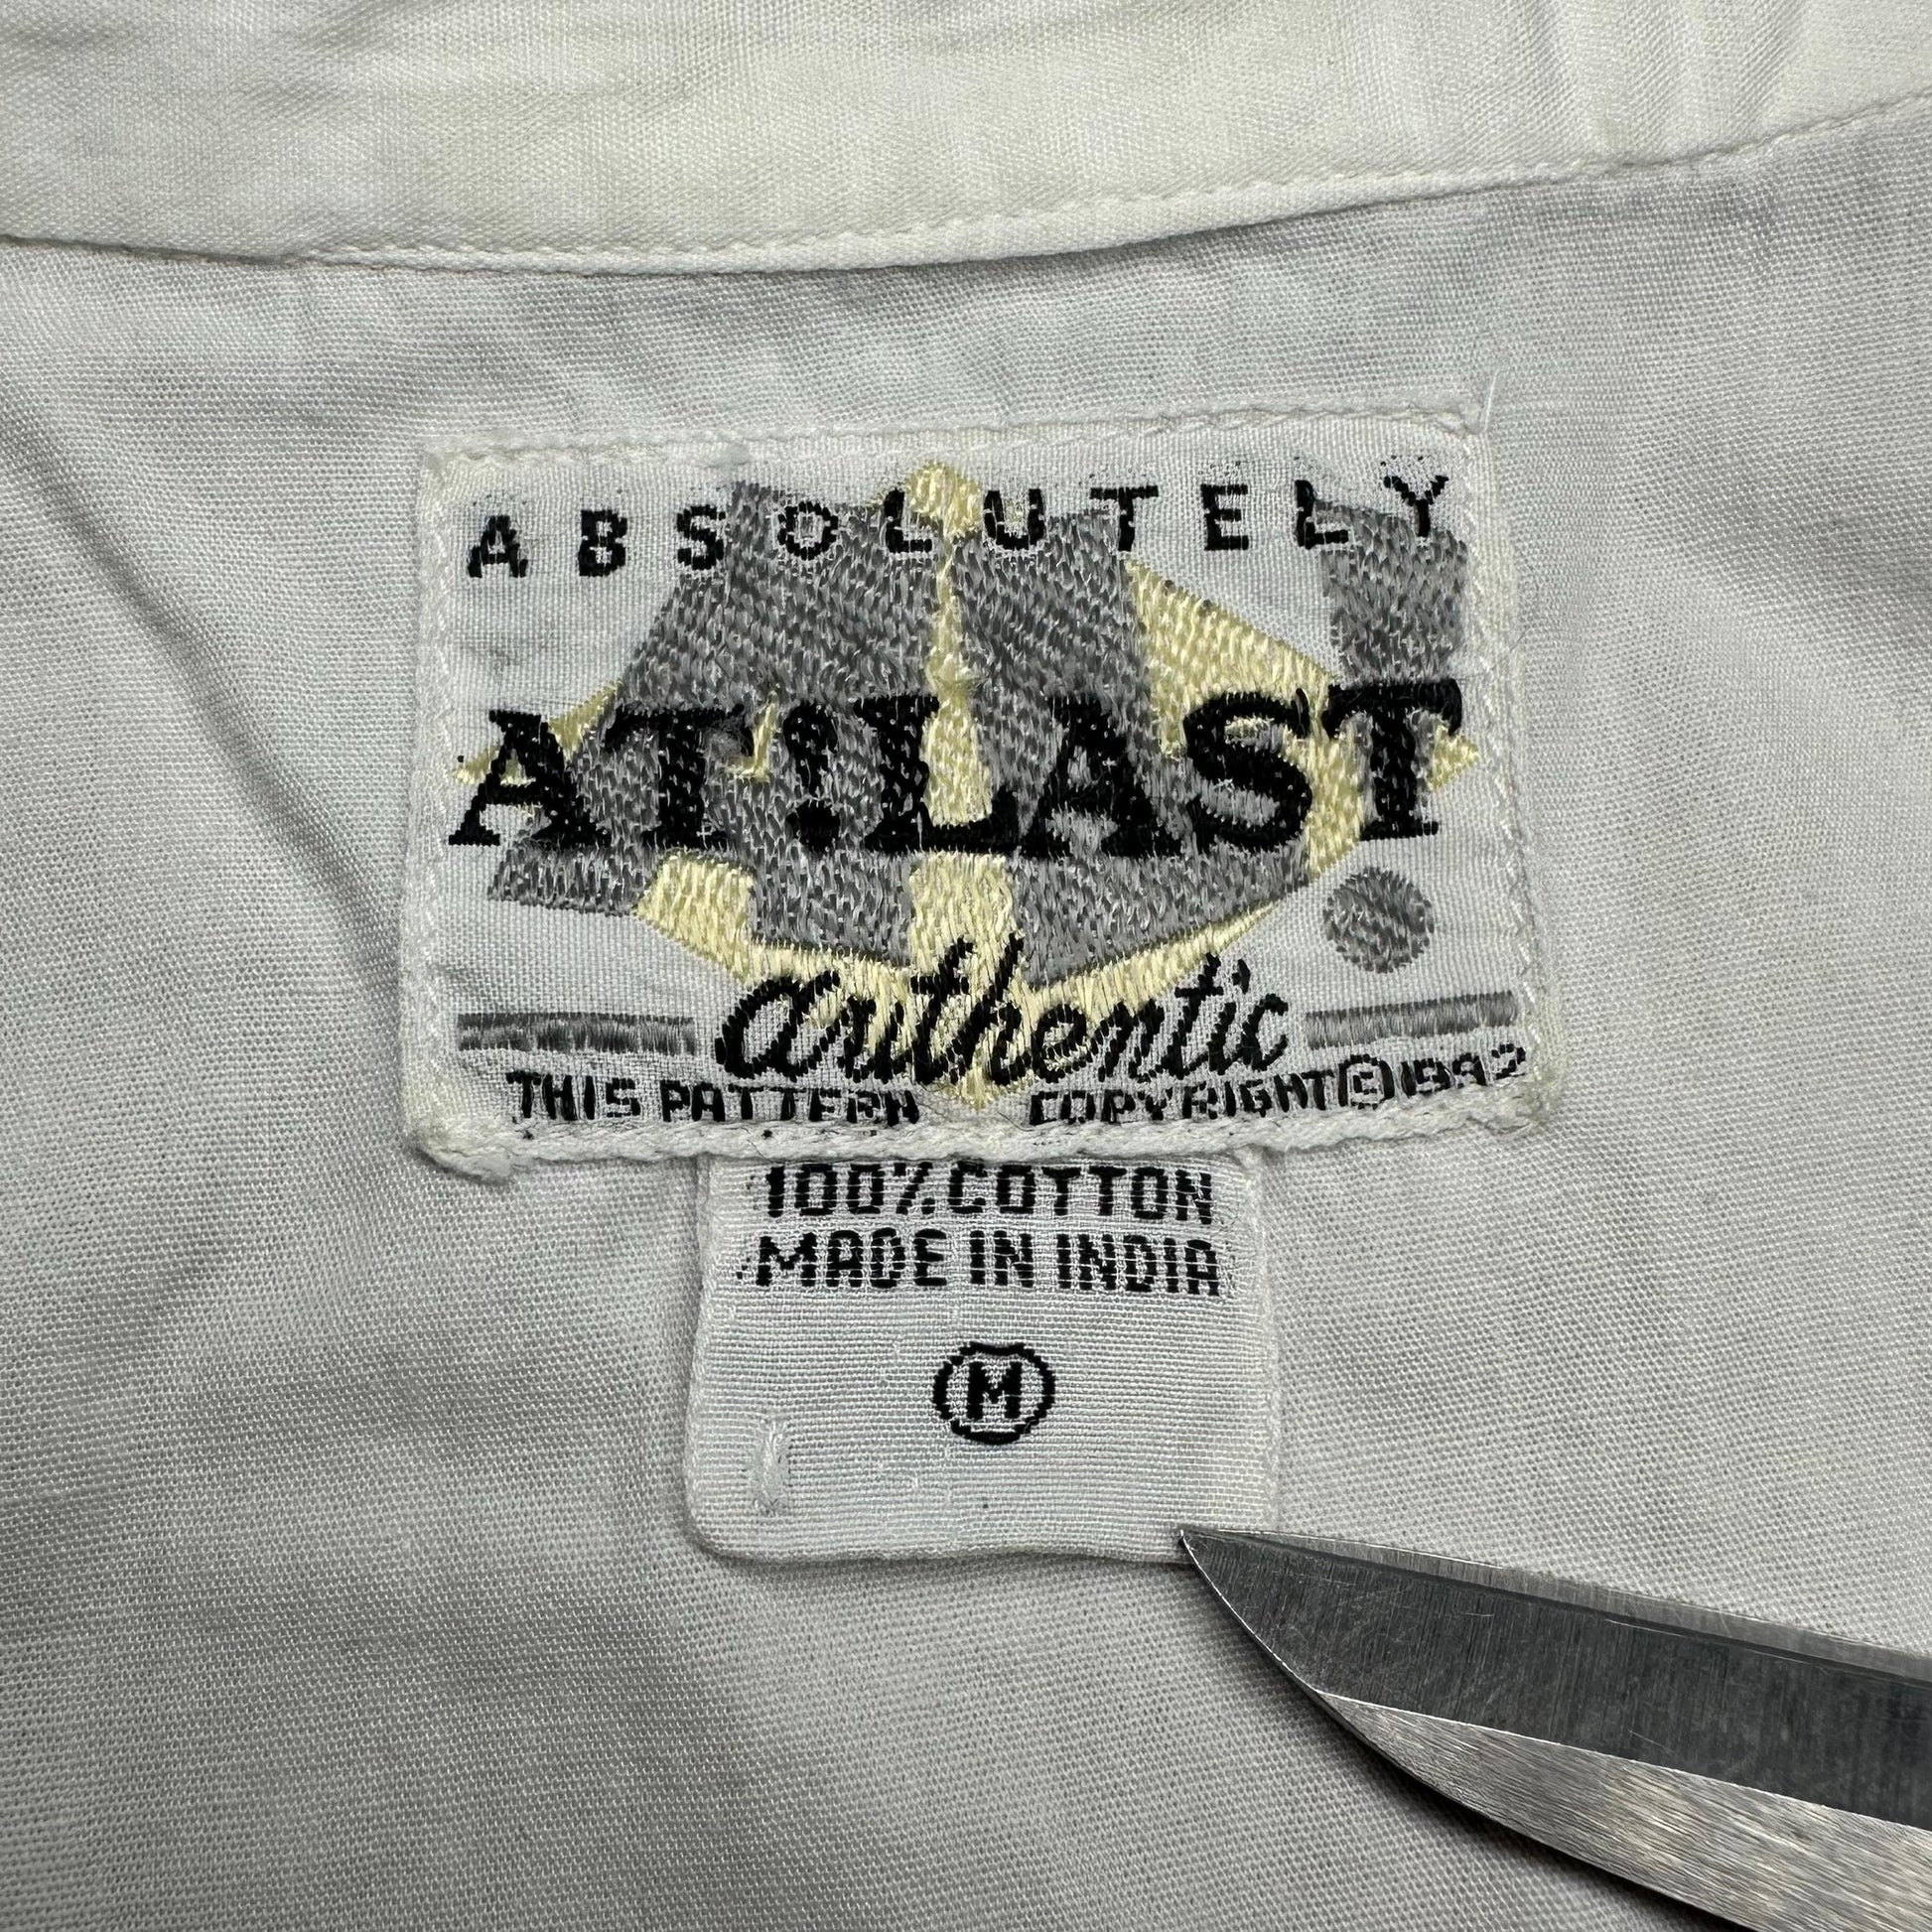 ABSOLUTELY
AT!LAST
authentic
THIS PATTERN COPYRIGHT © 1992
100% COTTON
MADE IN INDIA
M